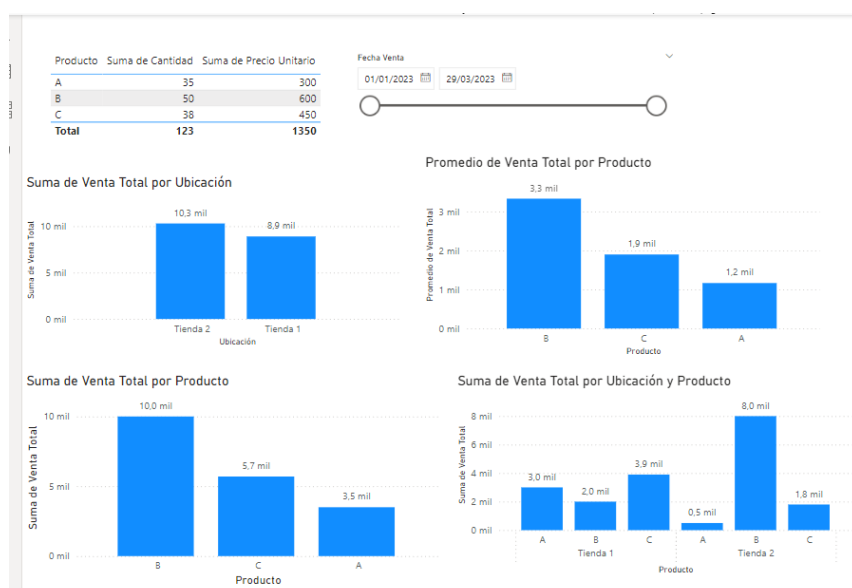 Producto Suma de Cantidad Suma de Precio Unitario
A 35 300
B 50 600
C 38 450
Total 123 1350
Fecha Venta
01/01/2023 29/03/2023
Suma de Venta Total por Ubicación
Suma de Venta Total
10 mil
5 mil
0 mil
10,3 mil
8,9 mil
Tienda 2 Tienda 1
Ubicación
Promedio de Venta Total por Producto
Promedio de Venta Total
3 mil
2 mil
1 mil
0 mil
3,3 mil
1,9 mil
1,2 mil
B C A
Producto
Suma de Venta Total por Producto
Suma de Venta Total
10 mil
5 mil
0 mil
10,0 mil
5,7 mil
3,5 mil
B C A
Producto
Suma de Venta Total por Ubicación y Producto
Suma de Venta Total
8 mil
6 mil
4 mil
2 mil
0 mil
3,0 mil
2,0 mil
3,9 mil
0,5 mil
8,0 mil
1,8 mil
A B C A B C
Tienda 1 Tienda 2
Producto